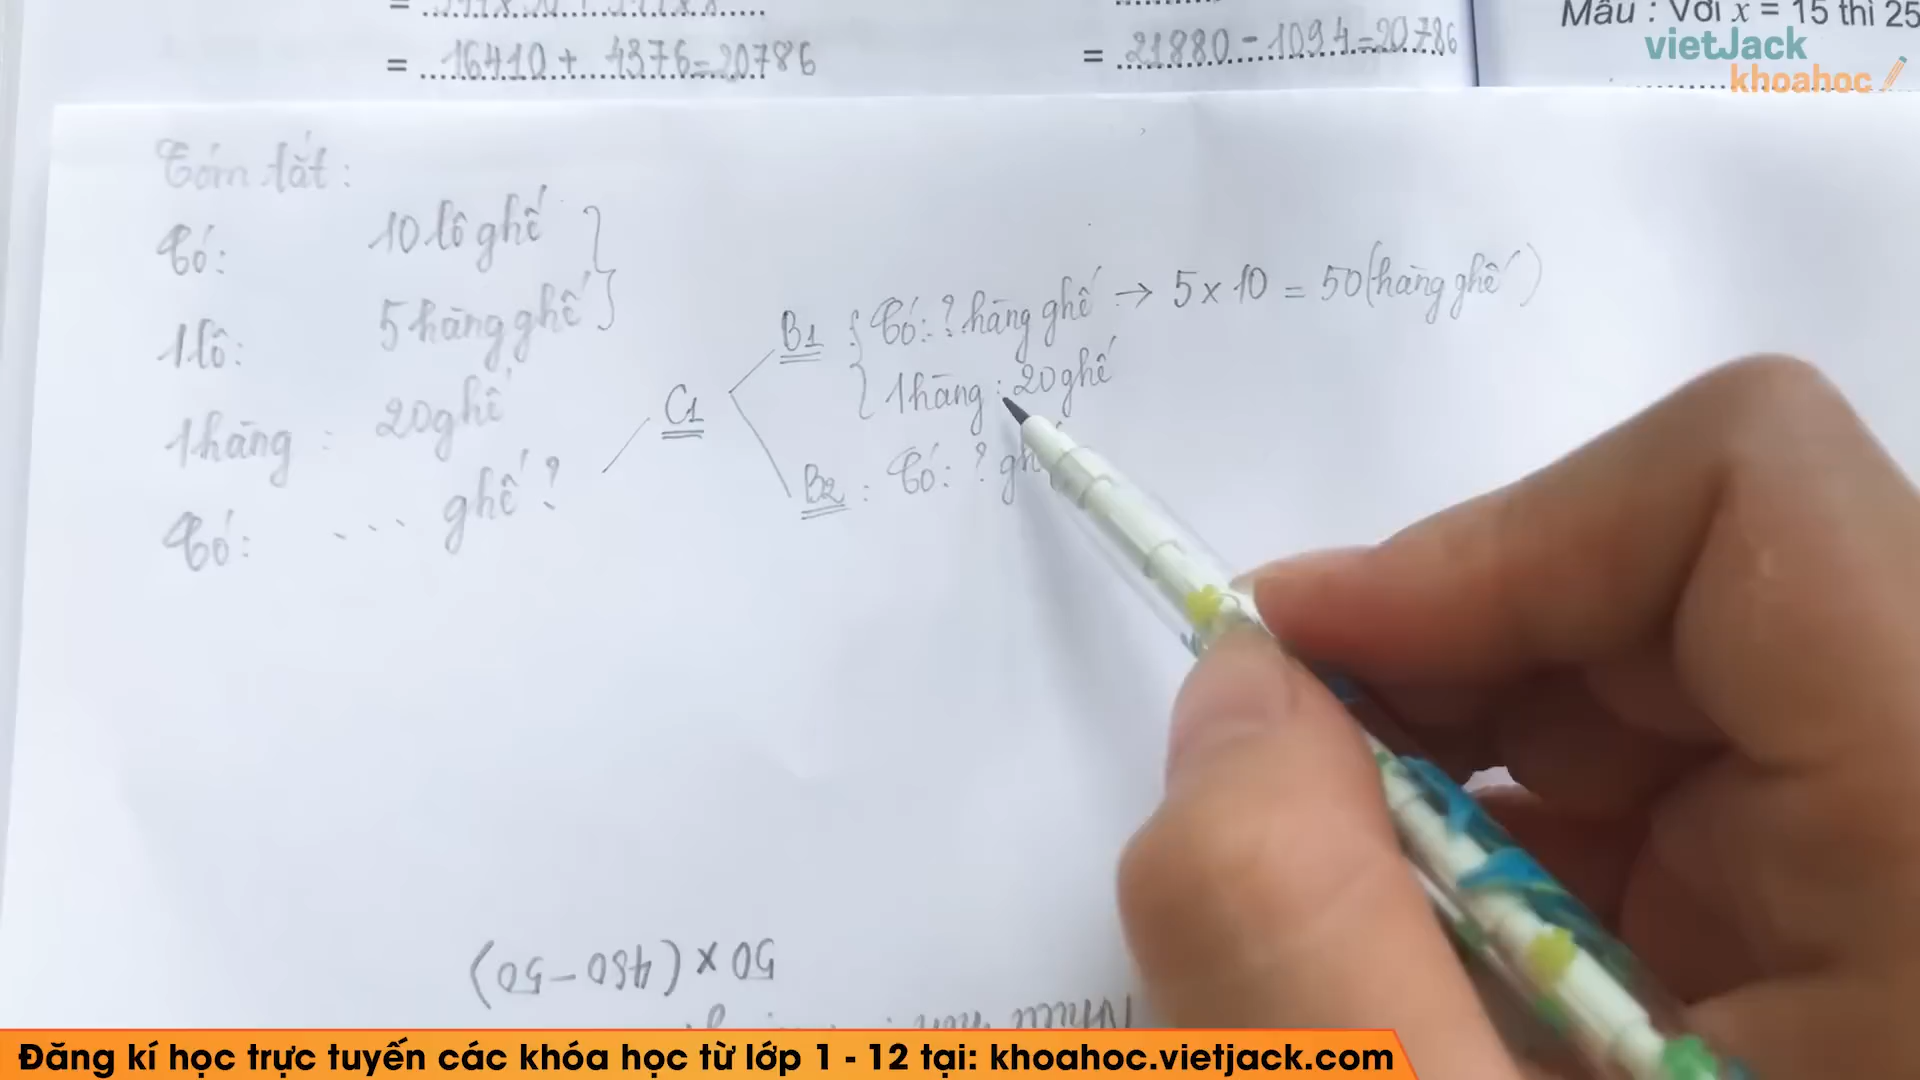 = 16410 + 4376 = 20786
= 21880 - 1094 = 20786
Mẫu : Với x = 15 thì 25
vietJack
khoahoc
Tóm tắt:
Có: 10 lô ghế
1 lô: 5 hàng ghế
1 hàng : 20 ghế
Có: ... ghế ?
C1
B1 Có: ? hàng ghế → 5 x 10 = 50 (hàng ghế)
1 hàng : 20 ghế
B2 : Có: ? ghế
50 x (450 - 50)
Đăng kí học trực tuyến các khóa học từ lớp 1 - 12 tại: khoahoc.vietjack.com